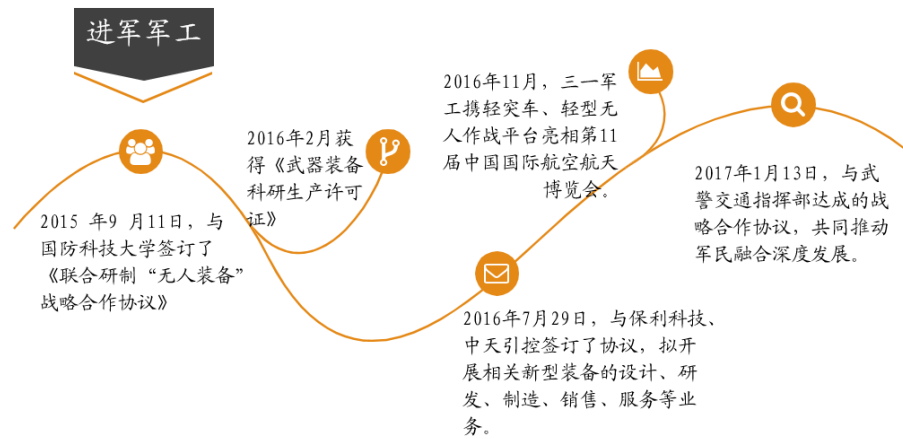 进军军工
2015 年9 月11日，与
国防科技大学签订了
《联合研制“无人装备”
战略合作协议》
2016年2月获
得《武器装备
科研生产许可
证》
2016年7月29日，与保利科技、
中天引控签订了协议，拟开
展相关新型装备的设计、研
发、制造、销售、服务等业
务。
2016年11月，三一军
工携轻突车、轻型无
人作战平台亮相第11
届中国国际航空航天
博览会。
2017年1月13日，与武
警交通指挥部达成的战
略合作协议，共同推动
军民融合深度发展。